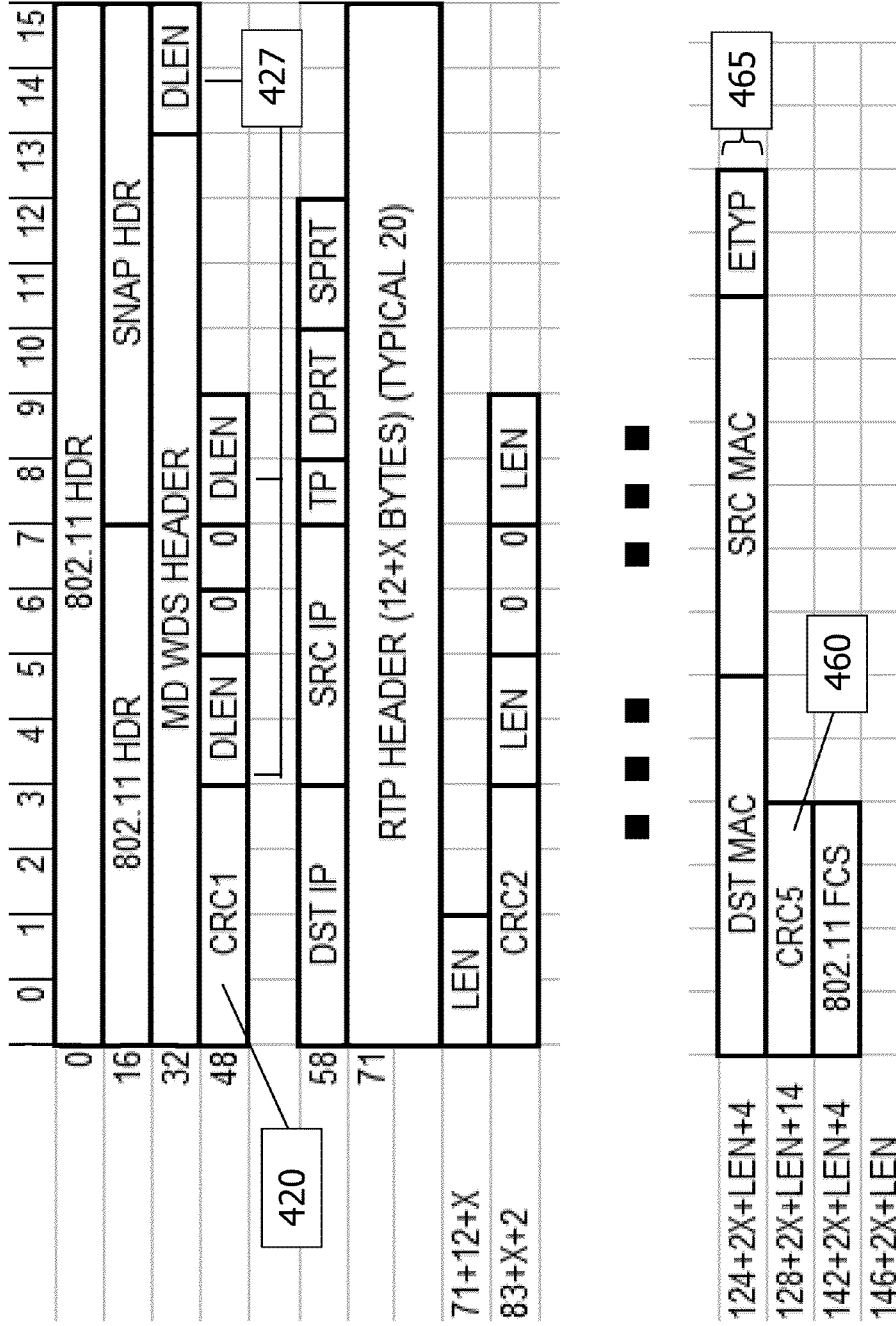 0 1 2 3 4 5 6 7 8 9 10 11 12 13 14 15
0 802.11 HDR
16 802.11 HDR SNAP HDR
32 MD WDS HEADER DLEN
48 CRC1 DLEN 0 0 DLEN
427
420
58 DST IP SRC IP TP DPRT SPRT
71 RTP HEADER (12+X BYTES) (TYPICAL 20)
71+12+X LEN
83+X+2 CRC2 LEN 0 0 LEN
124+2X+LEN+4 DST MAC SRC MAC ETYP 465
128+2X+LEN+14 CRC5
460
142+2X+LEN+4 802.11 FCS
146+2X+LEN